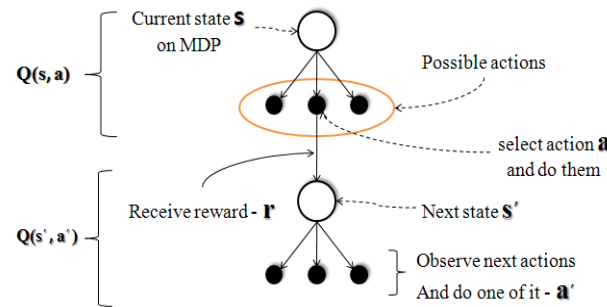 Current state s
on MDP
Q(s, a)
Possible actions
select action a
and do them
Receive reward - r
Next state s′
Q(s′, a′)
Observe next actions
And do one of it - a′